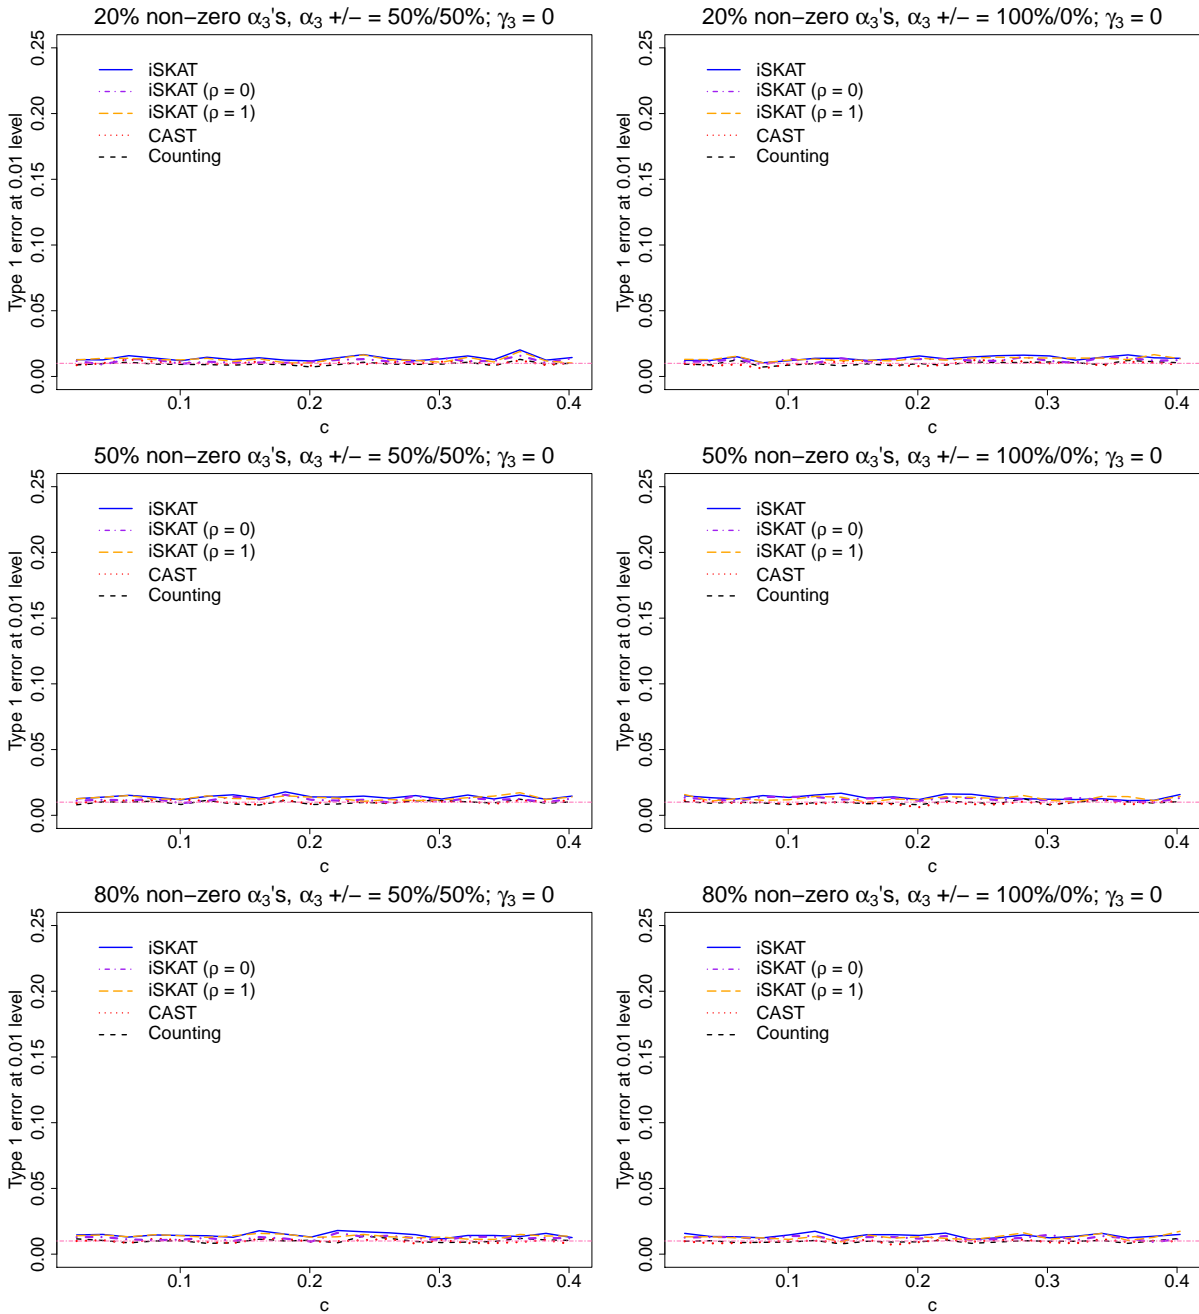 20% non−zero α₃'s, α₃ +/− = 50%/50%; γ₃ = 0
Type 1 error at 0.01 level
0.25
0.20
0.15
0.10
0.05
0.00
iSKAT
iSKAT (ρ = 0)
iSKAT (ρ = 1)
CAST
Counting
0.1 0.2 0.3 0.4
c
20% non−zero α₃'s, α₃ +/− = 100%/0%; γ₃ = 0
Type 1 error at 0.01 level
0.25
0.20
0.15
0.10
0.05
0.00
iSKAT
iSKAT (ρ = 0)
iSKAT (ρ = 1)
CAST
Counting
0.1 0.2 0.3 0.4
c
50% non−zero α₃'s, α₃ +/− = 50%/50%; γ₃ = 0
Type 1 error at 0.01 level
0.25
0.20
0.15
0.10
0.05
0.00
iSKAT
iSKAT (ρ = 0)
iSKAT (ρ = 1)
CAST
Counting
0.1 0.2 0.3 0.4
c
50% non−zero α₃'s, α₃ +/− = 100%/0%; γ₃ = 0
Type 1 error at 0.01 level
0.25
0.20
0.15
0.10
0.05
0.00
iSKAT
iSKAT (ρ = 0)
iSKAT (ρ = 1)
CAST
Counting
0.1 0.2 0.3 0.4
c
80% non−zero α₃'s, α₃ +/− = 50%/50%; γ₃ = 0
Type 1 error at 0.01 level
0.25
0.20
0.15
0.10
0.05
0.00
iSKAT
iSKAT (ρ = 0)
iSKAT (ρ = 1)
CAST
Counting
0.1 0.2 0.3 0.4
c
80% non−zero α₃'s, α₃ +/− = 100%/0%; γ₃ = 0
Type 1 error at 0.01 level
0.25
0.20
0.15
0.10
0.05
0.00
iSKAT
iSKAT (ρ = 0)
iSKAT (ρ = 1)
CAST
Counting
0.1 0.2 0.3 0.4
c